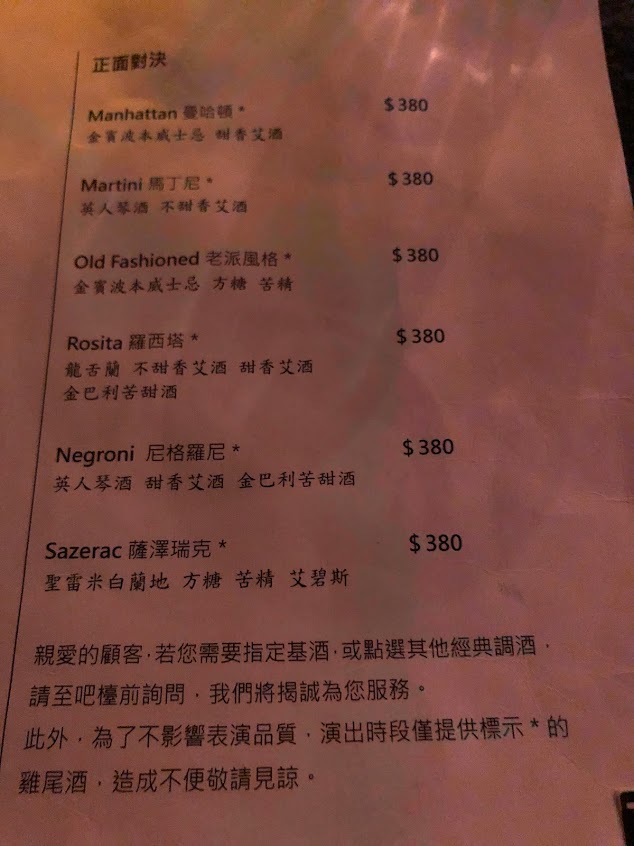 正面對決
Manhattan 曼哈頓 * $380
金賓波本威士忌 甜香艾酒
Martini 馬丁尼 * $380
英人琴酒 不甜香艾酒
Old Fashioned 老派風格 * $380
金賓波本威士忌 方糖 苦精
Rosita 羅西塔 * $380
龍舌蘭 不甜香艾酒 甜香艾酒
金巴利苦甜酒
Negroni 尼格羅尼 * $380
英人琴酒 甜香艾酒 金巴利苦甜酒
Sazerac 薩澤瑞克 * $380
聖雷米白蘭地 方糖 苦精 艾碧斯
親愛的顧客,若您需要指定基酒,或點選其他經典調酒,
請至吧檯前詢問,我們將揭誠為您服務。
此外,為了不影響表演品質,演出時段僅提供標示 * 的
雞尾酒,造成不便敬請見諒。